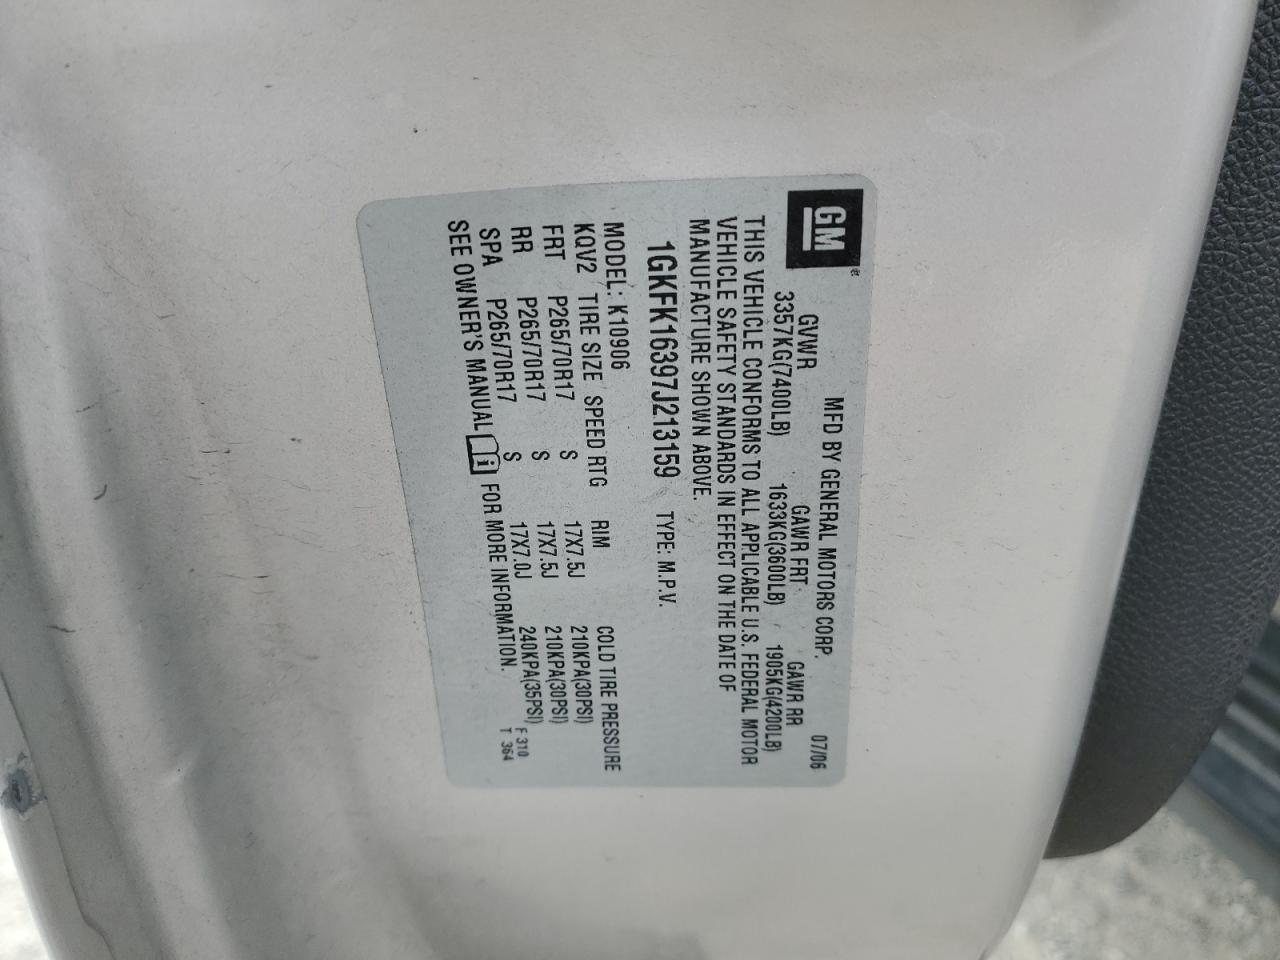 GM
MFD BY GENERAL MOTORS CORP. 07/06
GVWR GAWR FRT GAWR RR
3357KG(7400LB) 1633KG(3600LB) 1905KG(4200LB)
THIS VEHICLE CONFORMS TO ALL APPLICABLE U.S. FEDERAL MOTOR
VEHICLE SAFETY STANDARDS IN EFFECT ON THE DATE OF
MANUFACTURE SHOWN ABOVE.
1GKFK16397J213159 TYPE: M.P.V.
MODEL: K10906
KQV2 TIRE SIZE SPEED RTG RIM COLD TIRE PRESSURE
FRT P265/70R17 S 17X7.5J 210KPA(30PSI)
RR P265/70R17 S 17X7.5J 210KPA(30PSI)
SPA P265/70R17 S 17X7.0J 240KPA(35PSI)
SEE OWNER'S MANUAL i FOR MORE INFORMATION.
F 310
T 364